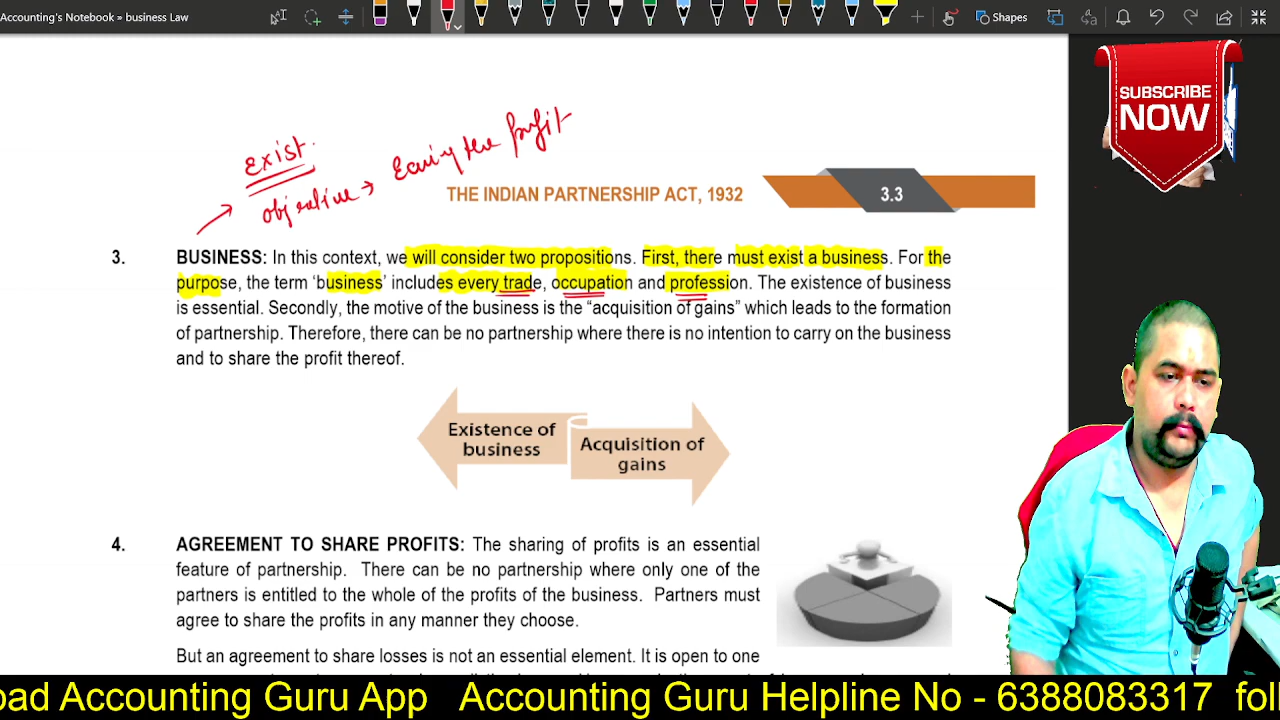 Accounting's Notebook » business Law
Shapes
SUBSCRIBE
NOW
Exist.
objective → Earning the Profit
THE INDIAN PARTNERSHIP ACT, 1932
3.3
3. BUSINESS: In this context, we will consider two propositions. First, there must exist a business. For the
purpose, the term ‘business’ includes every trade, occupation and profession. The existence of business
is essential. Secondly, the motive of the business is the “acquisition of gains” which leads to the formation
of partnership. Therefore, there can be no partnership where there is no intention to carry on the business
and to share the profit thereof.
Existence of
business
Acquisition of
gains
4. AGREEMENT TO SHARE PROFITS: The sharing of profits is an essential
feature of partnership. There can be no partnership where only one of the
partners is entitled to the whole of the profits of the business. Partners must
agree to share the profits in any manner they choose.
But an agreement to share losses is not an essential element. It is open to one
oad Accounting Guru App Accounting Guru Helpline No - 6388083317 foll